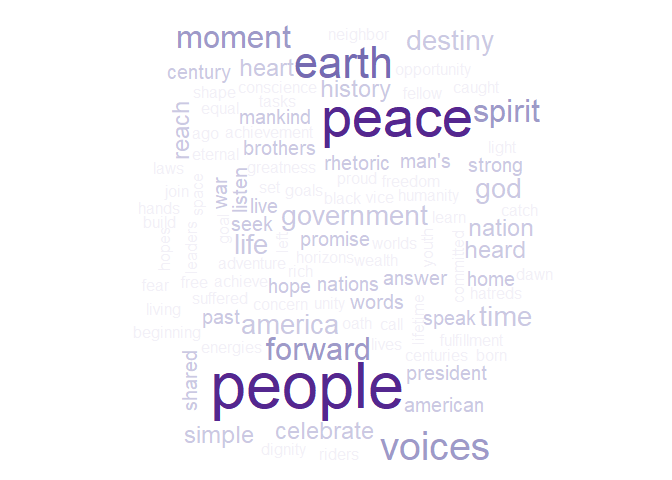 neighbor
moment
destiny
earth
century
heart
opportunity
shape
conscience
history
fellow
caught
equal
tasks
reach
mankind
peace
spirit
ago
achievement
brothers
light
eternal
rhetoric
man's
strong
laws
greatness
war
listen
join
space
set
goals
proud
freedom
god
hands
live
black
vice
humanity
catch
build
goal
seek
government
learn
nation
hope
leaders
life
left
promise
worlds
youth
heard
adventure
horizons
wealth
committed
rich
dawn
fear
free
achieve
hope
nations
answer
home
suffered
concern
unity
words
hatreds
living
past
america
oath
call
lifetime
speak
time
beginning
energies
forward
lives
fulfillment
centuries
born
shared
people
president
american
simple
celebrate
voices
dignity
riders